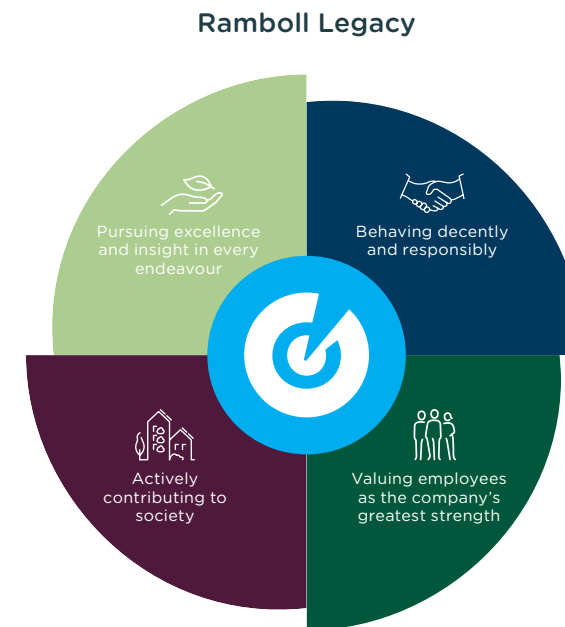 Ramboll Legacy
Pursuing excellence
and insight in every
endeavour
Behaving decently
and responsibly
Actively
contributing to
society
Valuing employees
as the company’s
greatest strength